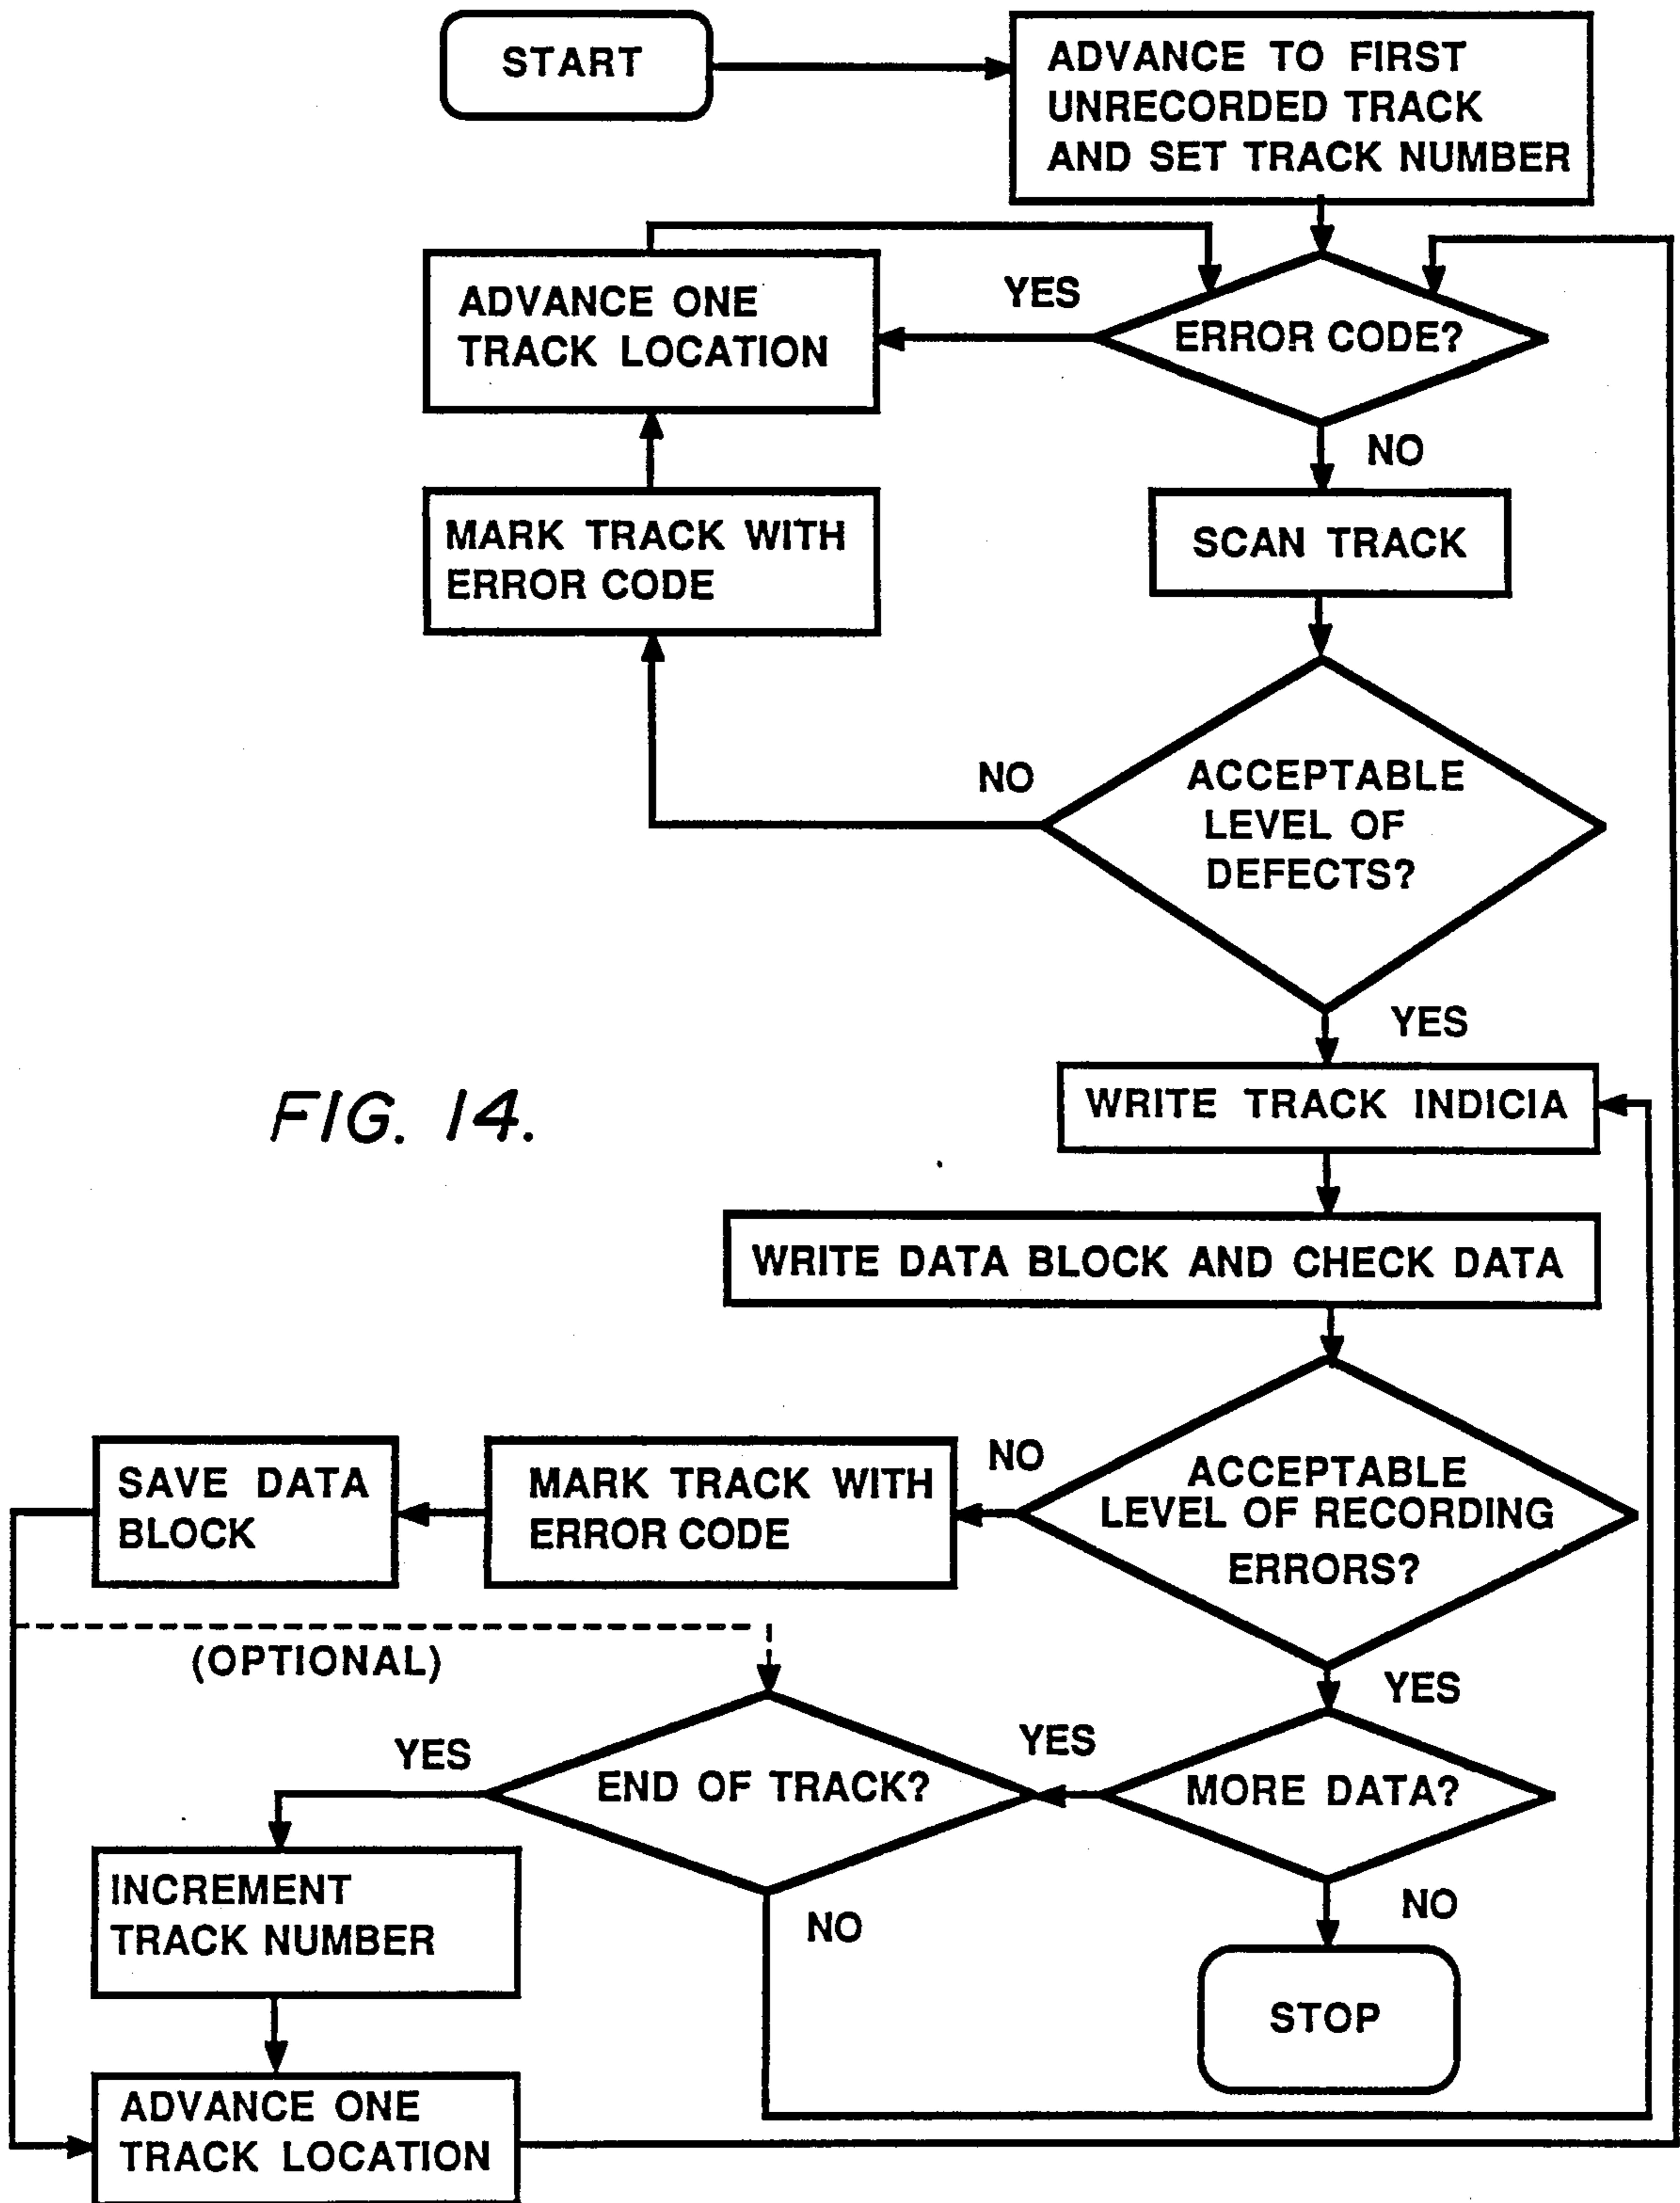 START
ADVANCE TO FIRST
UNRECORDED TRACK
AND SET TRACK NUMBER
ADVANCE ONE
TRACK LOCATION
YES
ERROR CODE?
NO
MARK TRACK WITH
ERROR CODE
SCAN TRACK
NO
ACCEPTABLE
LEVEL OF
DEFECTS?
YES
FIG. 14.
WRITE TRACK INDICIA
WRITE DATA BLOCK AND CHECK DATA
SAVE DATA
BLOCK
MARK TRACK WITH
ERROR CODE
NO
ACCEPTABLE
LEVEL OF RECORDING
ERRORS?
(OPTIONAL)
YES
YES
END OF TRACK?
YES
MORE DATA?
INCREMENT
TRACK NUMBER
NO
NO
STOP
ADVANCE ONE
TRACK LOCATION